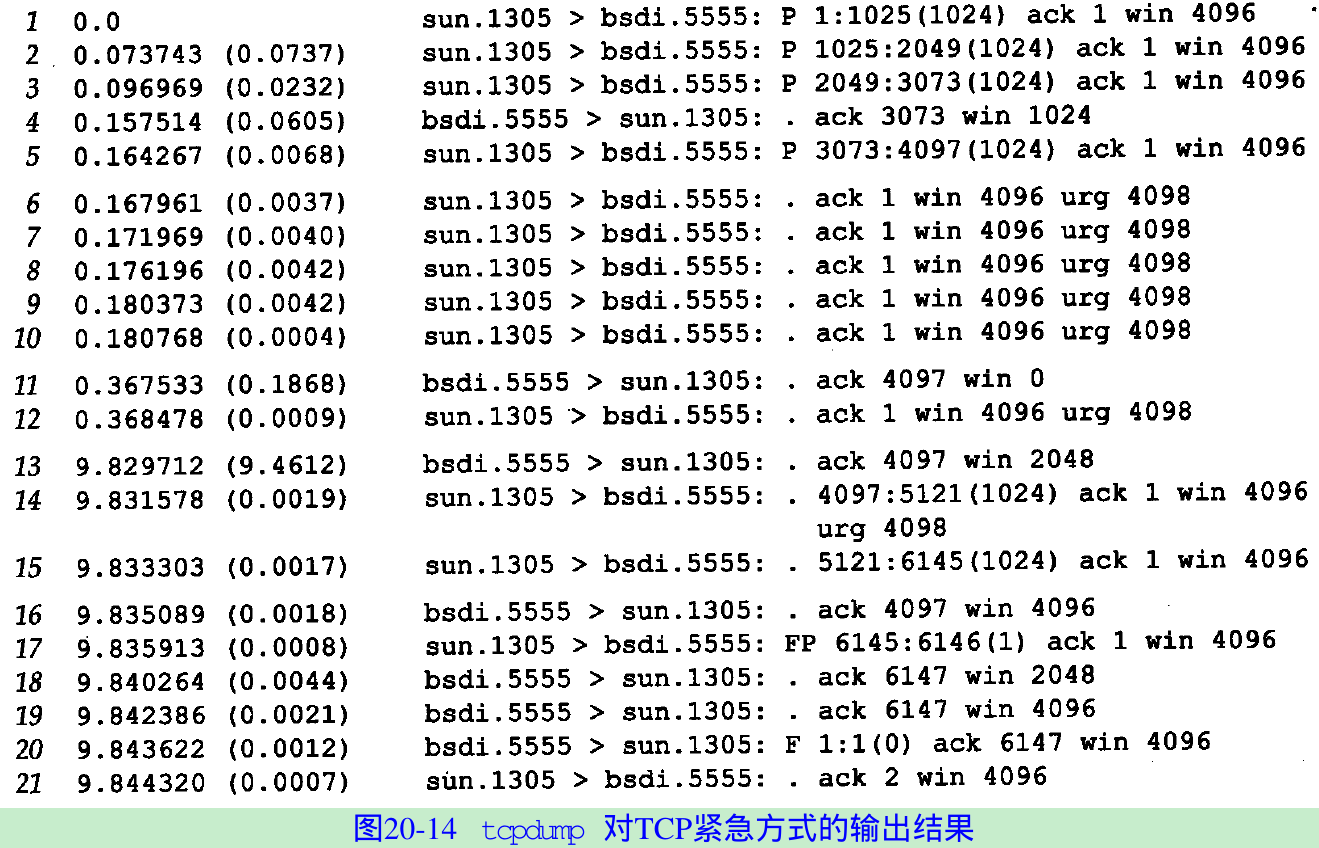 1 0.0 sun.1305 > bsdi.5555: P 1:1025(1024) ack 1 win 4096
2 0.073743 (0.0737) sun.1305 > bsdi.5555: P 1025:2049(1024) ack 1 win 4096
3 0.096969 (0.0232) sun.1305 > bsdi.5555: P 2049:3073(1024) ack 1 win 4096
4 0.157514 (0.0605) bsdi.5555 > sun.1305: . ack 3073 win 1024
5 0.164267 (0.0068) sun.1305 > bsdi.5555: P 3073:4097(1024) ack 1 win 4096
6 0.167961 (0.0037) sun.1305 > bsdi.5555: . ack 1 win 4096 urg 4098
7 0.171969 (0.0040) sun.1305 > bsdi.5555: . ack 1 win 4096 urg 4098
8 0.176196 (0.0042) sun.1305 > bsdi.5555: . ack 1 win 4096 urg 4098
9 0.180373 (0.0042) sun.1305 > bsdi.5555: . ack 1 win 4096 urg 4098
10 0.180768 (0.0004) sun.1305 > bsdi.5555: . ack 1 win 4096 urg 4098
11 0.367533 (0.1868) bsdi.5555 > sun.1305: . ack 4097 win 0
12 0.368478 (0.0009) sun.1305 > bsdi.5555: . ack 1 win 4096 urg 4098
13 9.829712 (9.4612) bsdi.5555 > sun.1305: . ack 4097 win 2048
14 9.831578 (0.0019) sun.1305 > bsdi.5555: . 4097:5121(1024) ack 1 win 4096
urg 4098
15 9.833303 (0.0017) sun.1305 > bsdi.5555: . 5121:6145(1024) ack 1 win 4096
16 9.835089 (0.0018) bsdi.5555 > sun.1305: . ack 4097 win 4096
17 9.835913 (0.0008) sun.1305 > bsdi.5555: FP 6145:6146(1) ack 1 win 4096
18 9.840264 (0.0044) bsdi.5555 > sun.1305: . ack 6147 win 2048
19 9.842386 (0.0021) bsdi.5555 > sun.1305: . ack 6147 win 4096
20 9.843622 (0.0012) bsdi.5555 > sun.1305: F 1:1(0) ack 6147 win 4096
21 9.844320 (0.0007) sun.1305 > bsdi.5555: . ack 2 win 4096
图20-14 tcpdump 对TCP紧急方式的输出结果